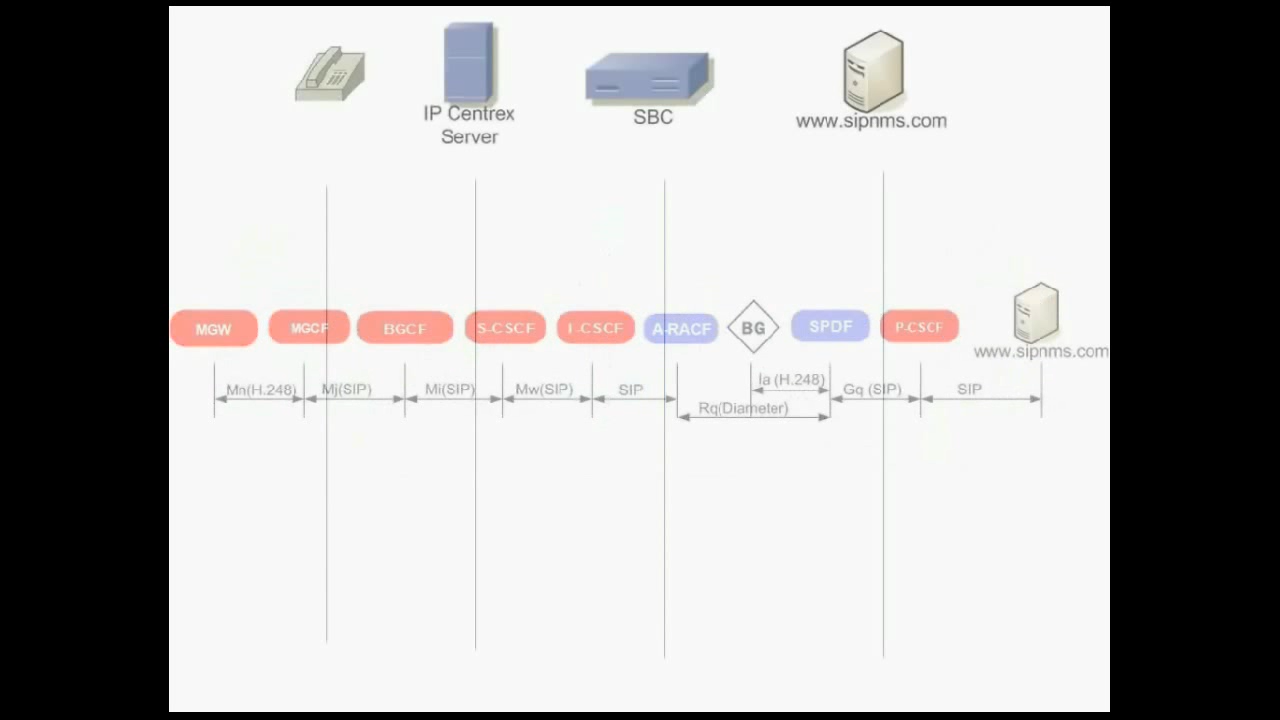 IP Centrex
Server
SBC
www.sipnms.com
MGW
MGCF
BGCF
S-CSCF
I-CSCF
A-RACF
BG
SPDF
P-CSCF
www.sipnms.com
Mn(H.248)
Mj(SIP)
Mi(SIP)
Mw(SIP)
SIP
Ia (H.248)
Gq (SIP)
SIP
Rq(Diameter)